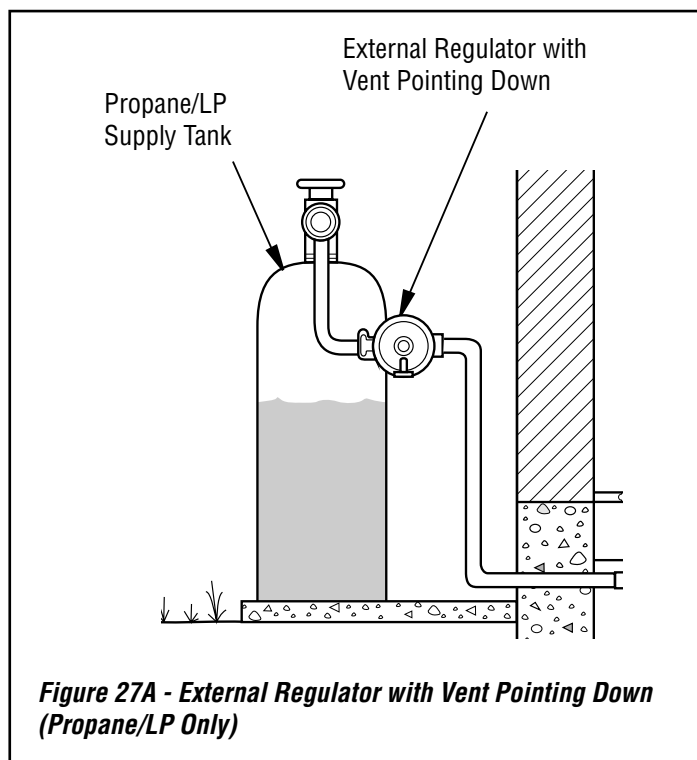 External Regulator with
Vent Pointing Down
Propane/LP
Supply Tank
Figure 27A - External Regulator with Vent Pointing Down
(Propane/LP Only)